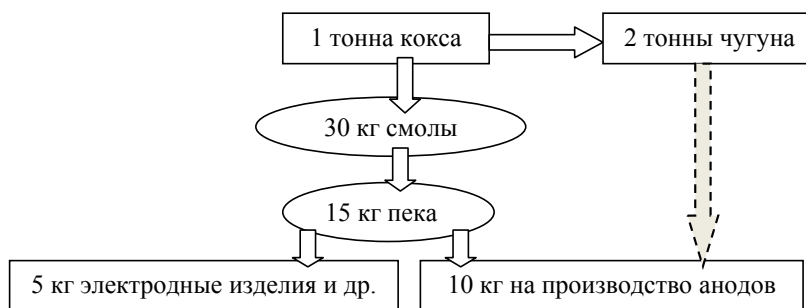 1 тонна кокса
2 тонны чугуна
30 кг смолы
15 кг пека
5 кг электродные изделия и др.
10 кг на производство анодов